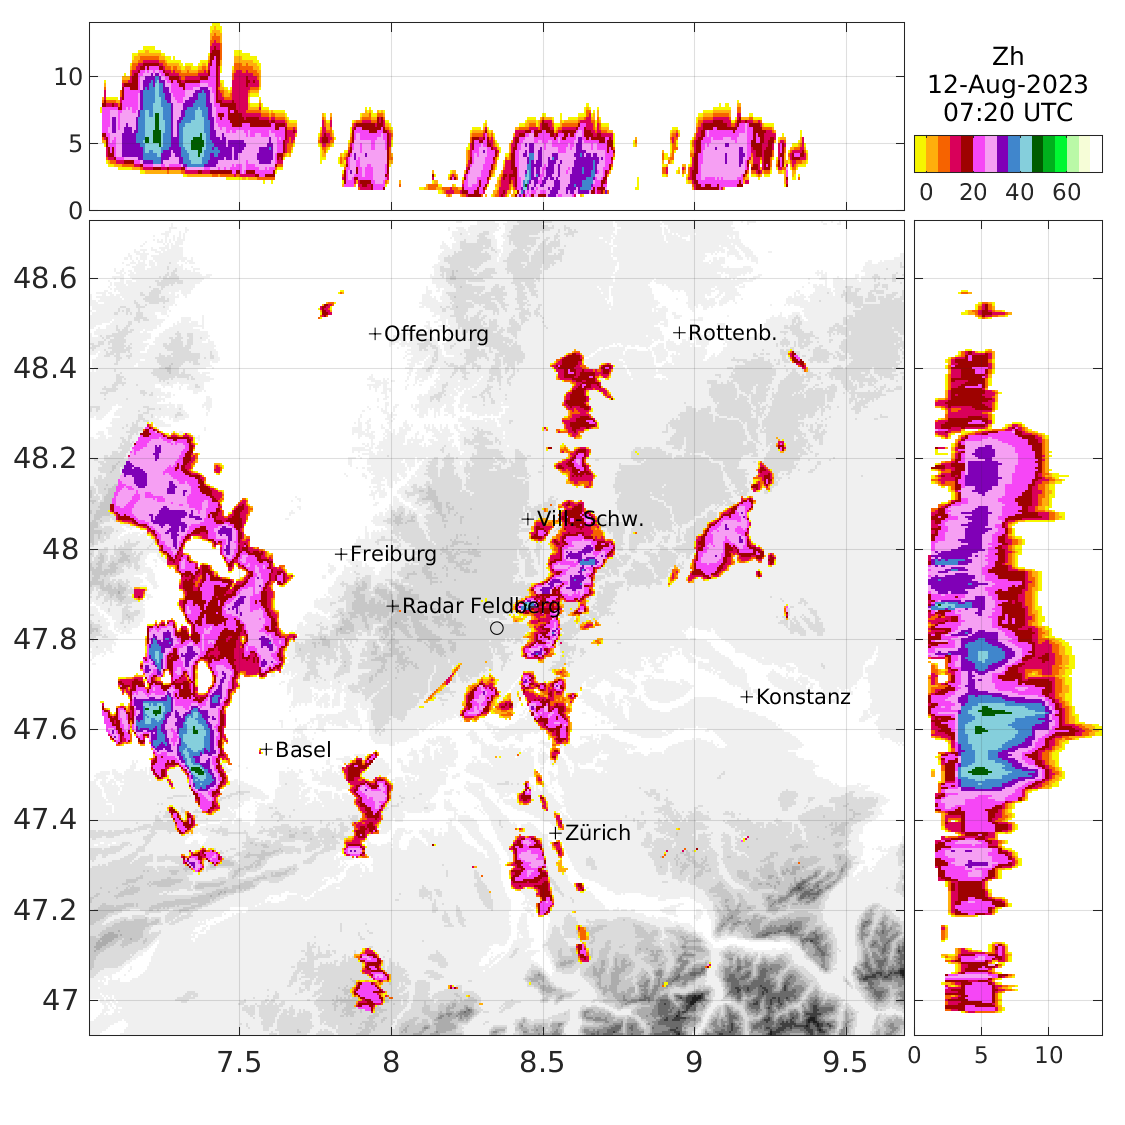 10
5
0
Zh
12-Aug-2023
07:20 UTC
0 20 40 60
48.6
48.4
48.2
48
47.8
47.6
47.4
47.2
47
+Offenburg
+Rottenb.
+Vill.-Schw.
+Freiburg
+Radar Feldberg
+Konstanz
+Basel
+Zürich
7.5 8 8.5 9 9.5
0 5 10